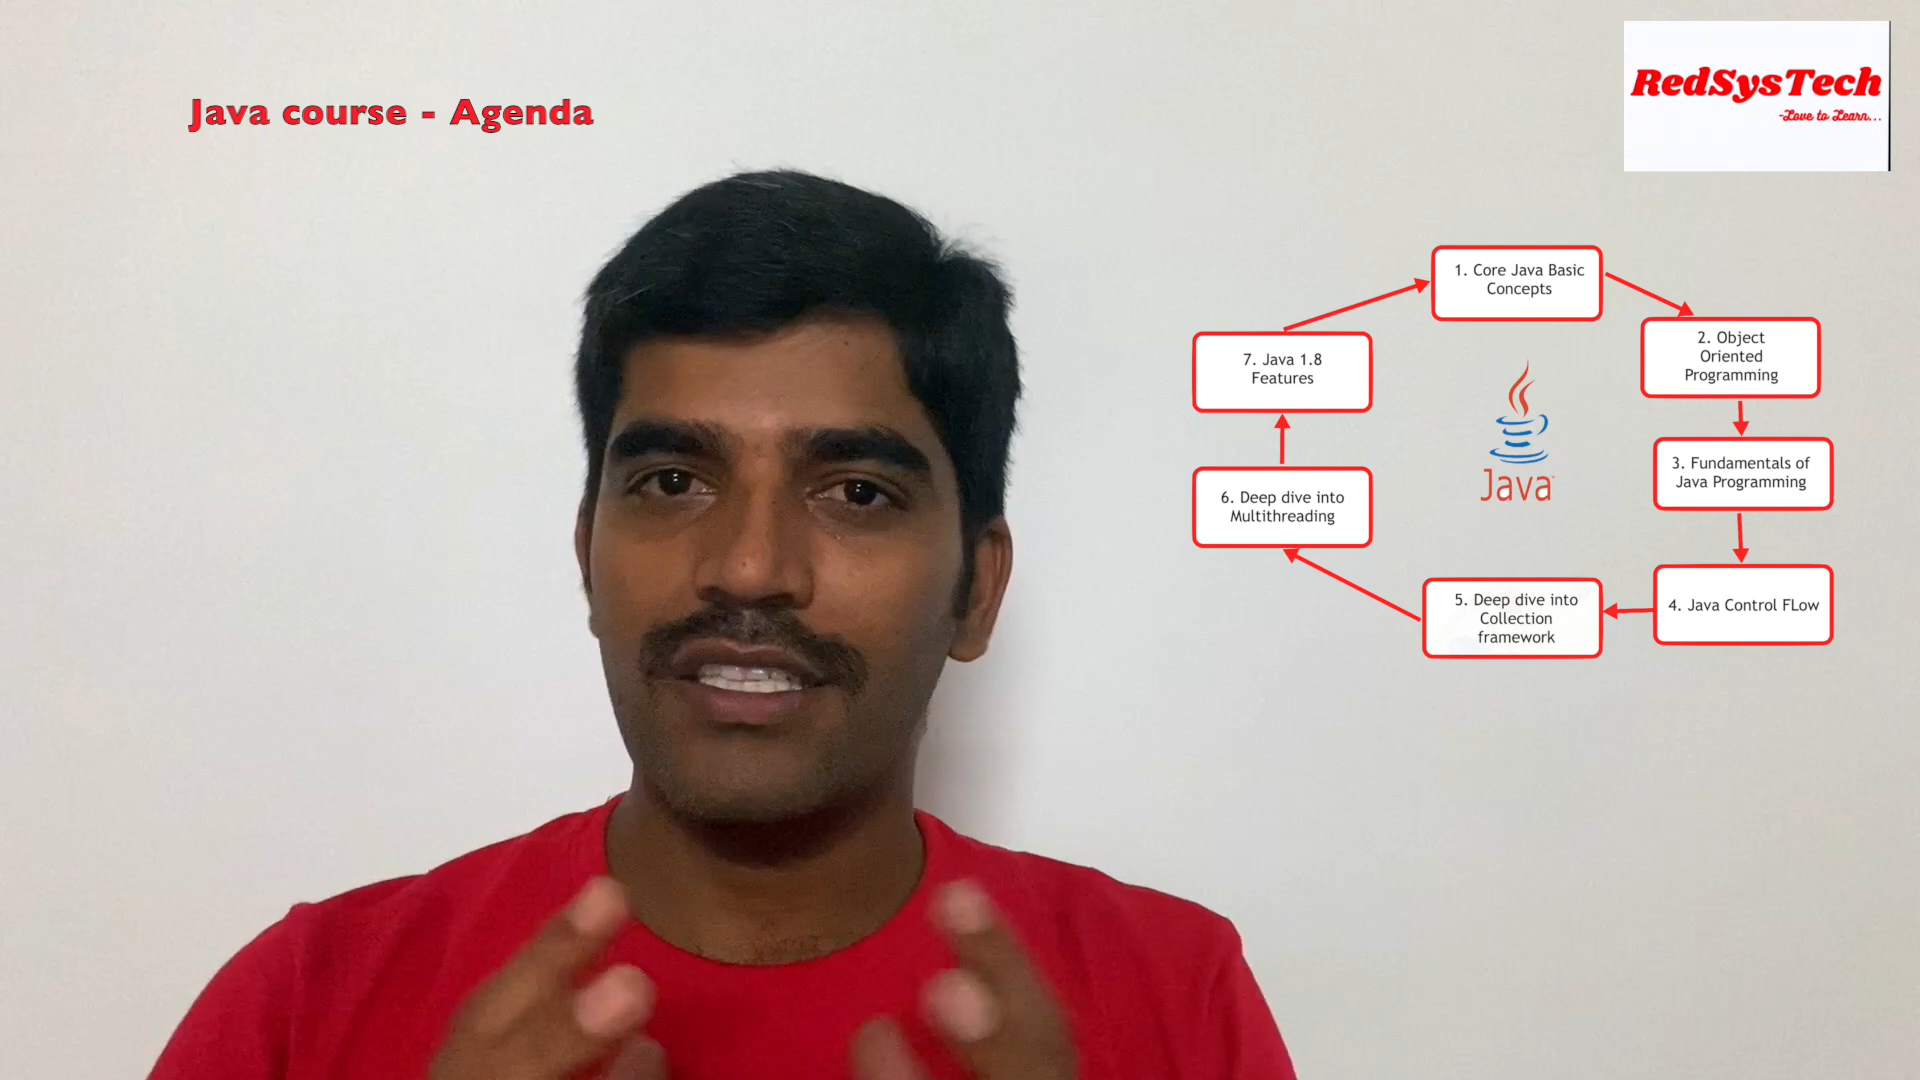 Java course - Agenda
RedSysTech
-Love to Learn...
1. Core Java Basic
Concepts
2. Object
Oriented
Programming
3. Fundamentals of
Java Programming
4. Java Control FLow
5. Deep dive into
Collection
framework
6. Deep dive into
Multithreading
7. Java 1.8
Features
Java